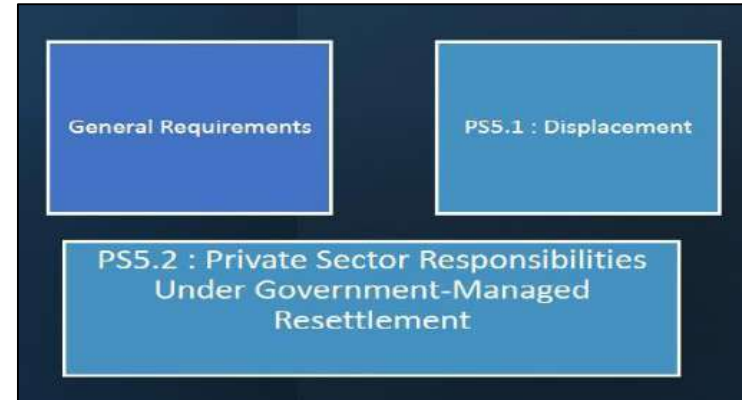 General Requirements
PS5.1 : Displacement
PS5.2 : Private Sector Responsibilities
Under Government-Managed
Resettlement